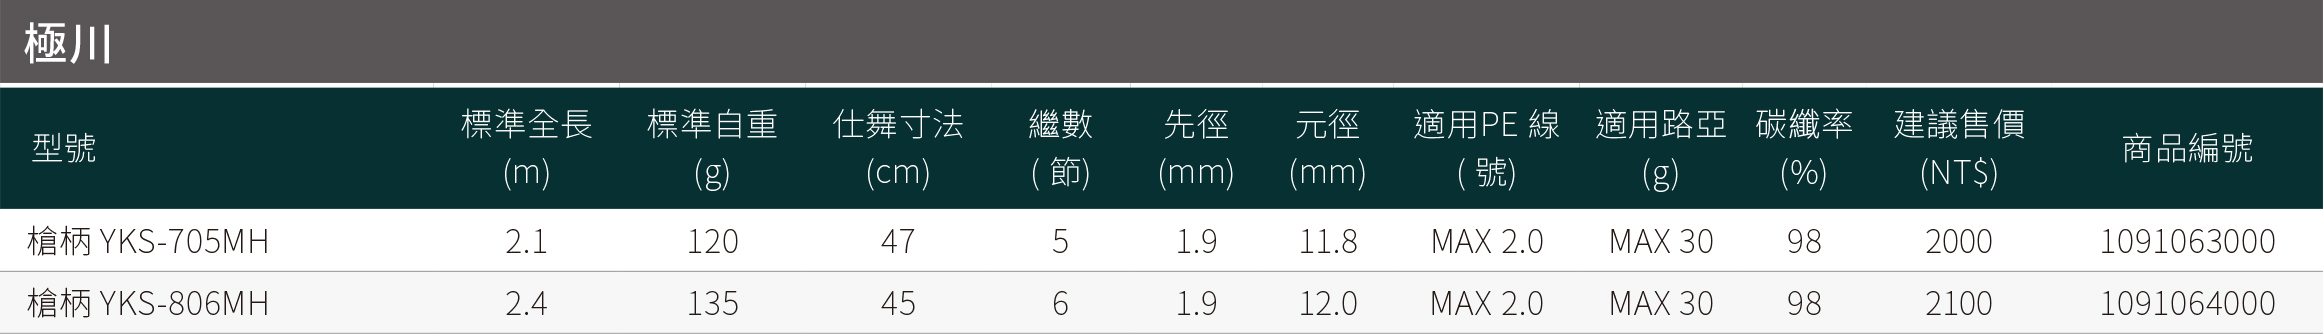 極川
型號 標準全長 (m) 標準自重 (g) 仕舞寸法 (cm) 繼數 ( 節) 先徑 (mm) 元徑 (mm) 適用PE 線 ( 號) 適用路亞 (g) 碳纖率 (%) 建議售價 (NT$) 商品編號
槍柄 YKS-705MH 2.1 120 47 5 1.9 11.8 MAX 2.0 MAX 30 98 2000 1091063000
槍柄 YKS-806MH 2.4 135 45 6 1.9 12.0 MAX 2.0 MAX 30 98 2100 1091064000